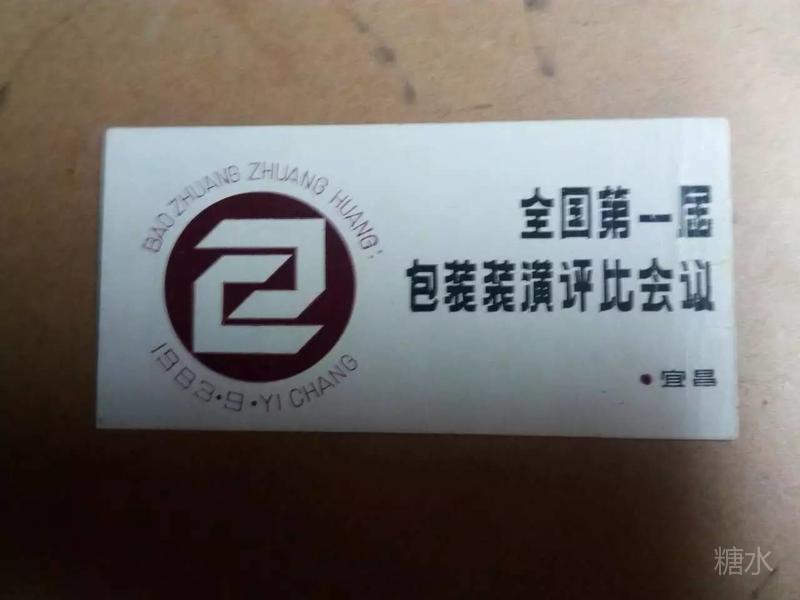 BAO ZHUANG ZHUANG HUANG
全国第一届
包装装潢评比会议
1983·9·YI CHANG
·宜昌
糖水